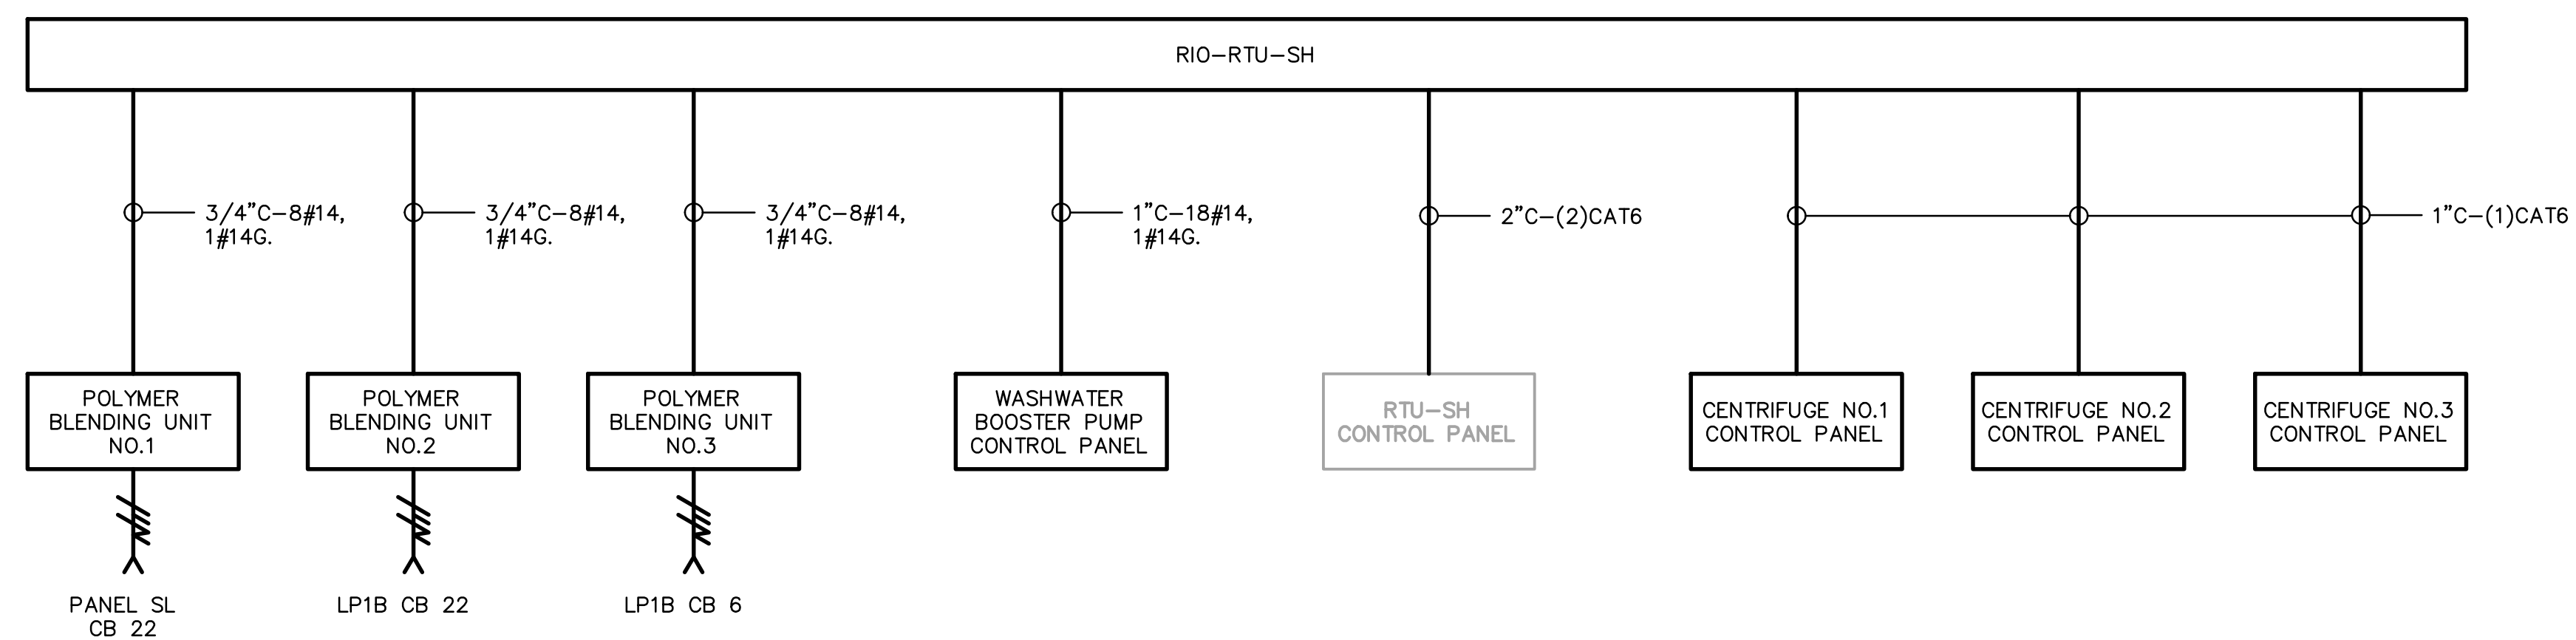 RIO-RTU-SH
3/4"C-8#14,
1#14G.
3/4"C-8#14,
1#14G.
3/4"C-8#14,
1#14G.
1"C-18#14,
1#14G.
2"C-(2)CAT6
1"C-(1)CAT6
POLYMER
BLENDING UNIT
NO.1
POLYMER
BLENDING UNIT
NO.2
POLYMER
BLENDING UNIT
NO.3
WASHWATER
BOOSTER PUMP
CONTROL PANEL
RTU-SH
CONTROL PANEL
CENTRIFUGE NO.1
CONTROL PANEL
CENTRIFUGE NO.2
CONTROL PANEL
CENTRIFUGE NO.3
CONTROL PANEL
PANEL SL
CB 22
LP1B CB 22
LP1B CB 6